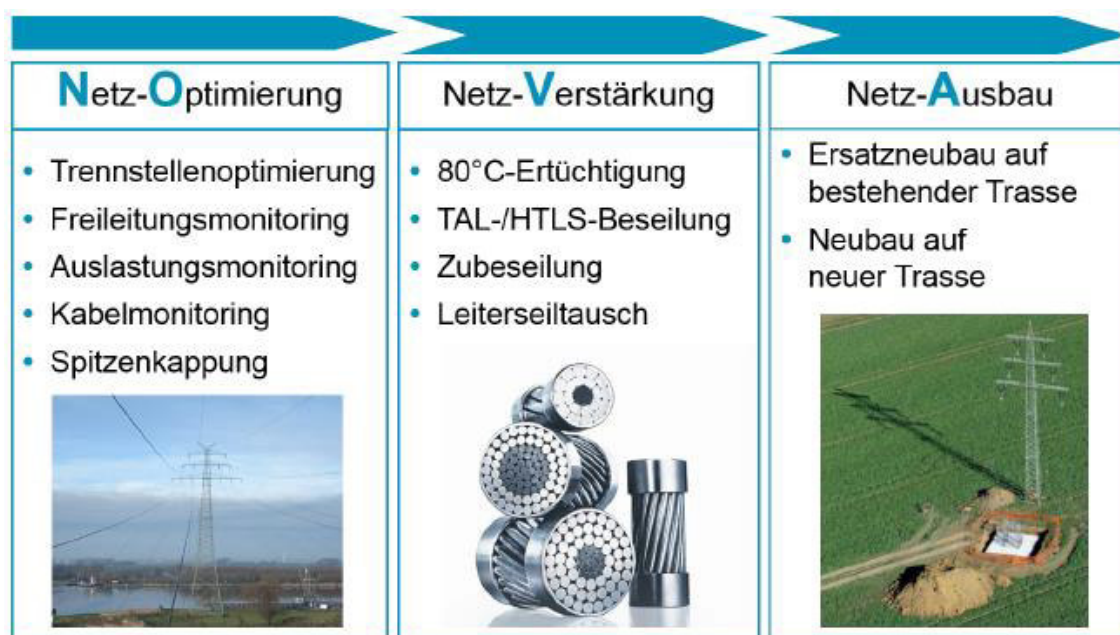 Netz-Optimierung
• Trennstellenoptimierung
• Freileitungsmonitoring
• Auslastungsmonitoring
• Kabelmonitoring
• Spitzenkappung
Netz-Verstärkung
• 80°C-Ertüchtigung
• TAL-/HTLS-Beseilung
• Zubeseilung
• Leiterseiltausch
Netz-Ausbau
• Ersatzneubau auf
bestehender Trasse
• Neubau auf
neuer Trasse